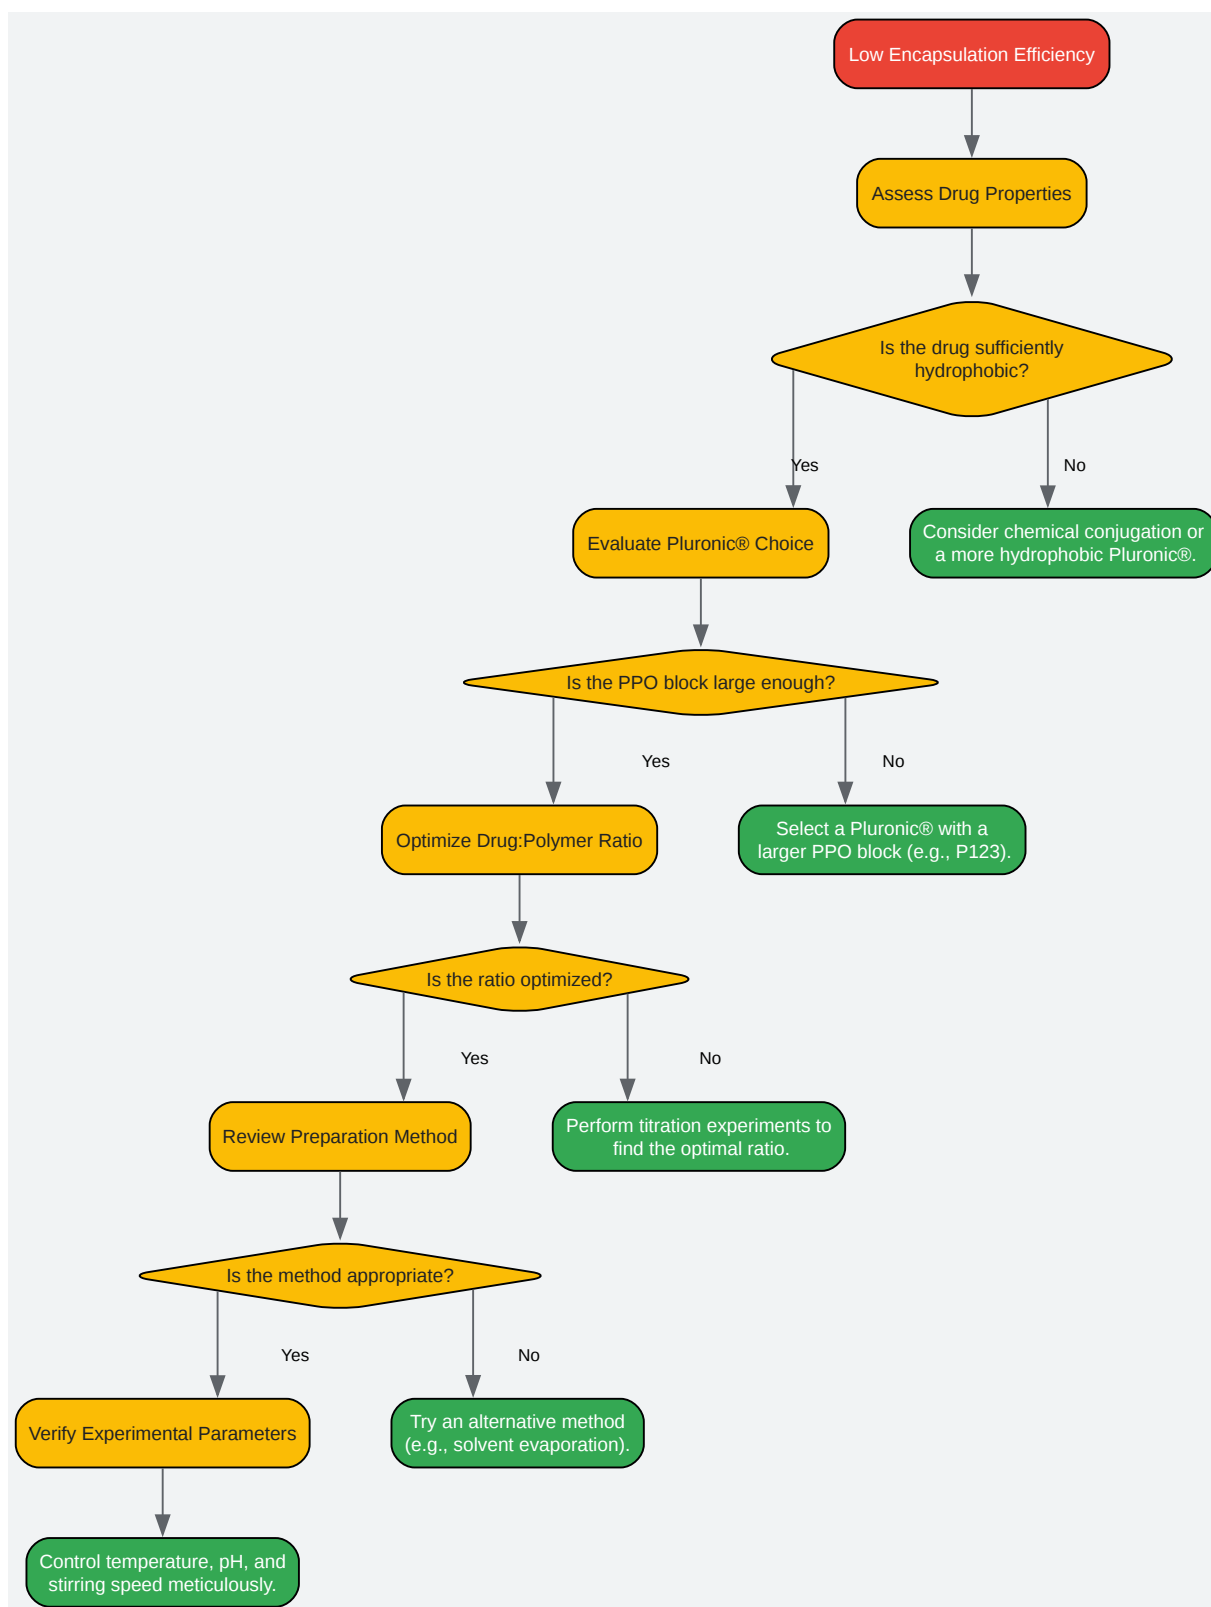 Low Encapsulation Efficiency
Assess Drug Properties
Is the drug sufficiently
hydrophobic?
Yes
No
Evaluate Pluronic® Choice
Consider chemical conjugation or
a more hydrophobic Pluronic®.
Is the PPO block large enough?
Yes
No
Optimize Drug:Polymer Ratio
Select a Pluronic® with a
larger PPO block (e.g., P123).
Is the ratio optimized?
Yes
No
Review Preparation Method
Perform titration experiments to
find the optimal ratio.
Is the method appropriate?
Yes
No
Verify Experimental Parameters
Try an alternative method
(e.g., solvent evaporation).
Control temperature, pH, and
stirring speed meticulously.